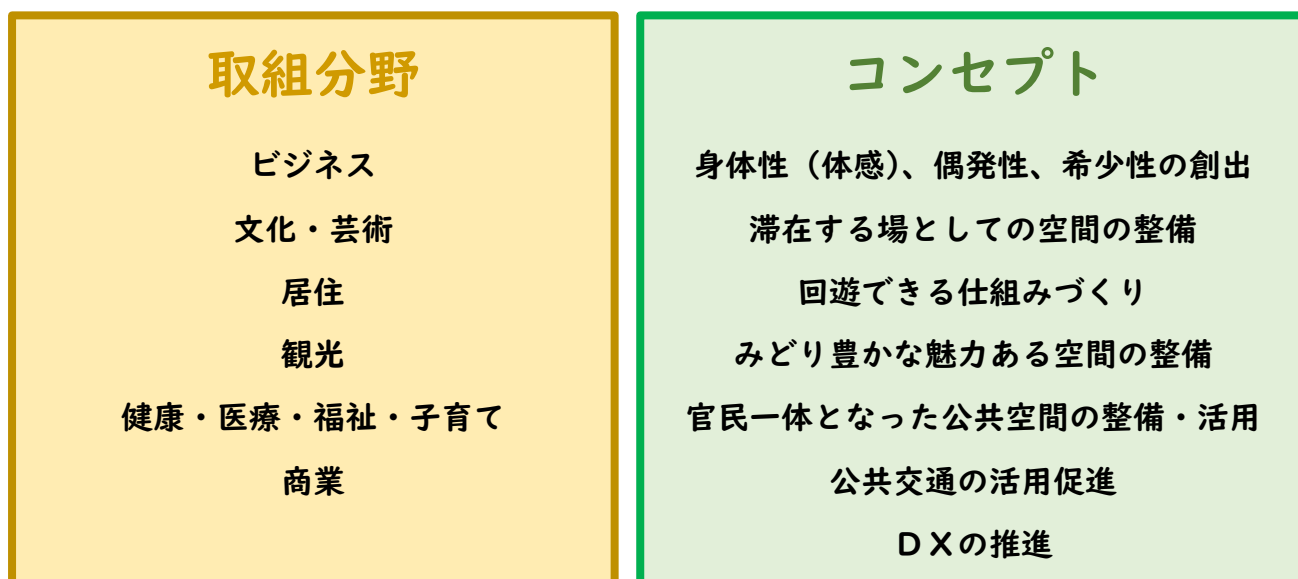 取組分野
ビジネス
文化・芸術
居住
観光
健康・医療・福祉・子育て
商業
コンセプト
身体性（体感）、偶発性、希少性の創出
滞在する場としての空間の整備
回遊できる仕組みづくり
みどり豊かな魅力ある空間の整備
官民一体となった公共空間の整備・活用
公共交通の活用促進
ＤＸの推進